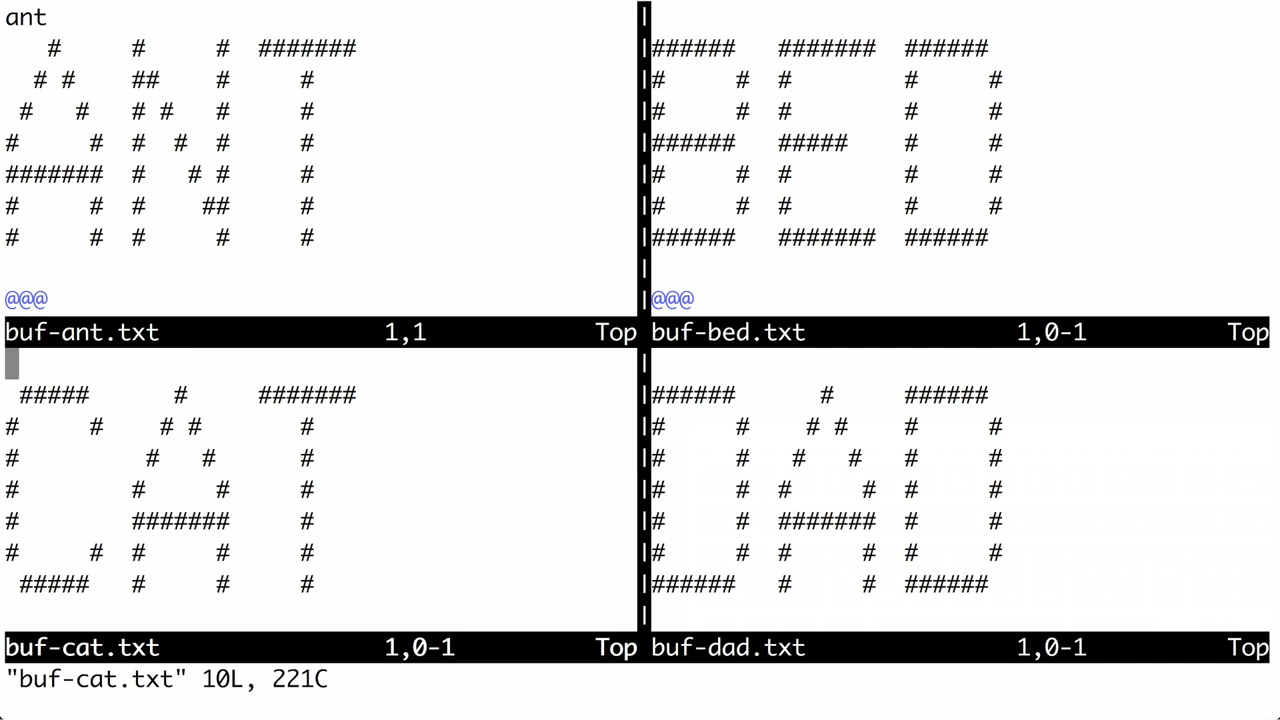 ant
   #     #     #  #######
  # #    ##    #     #
 #   #   # #   #     #
#     #  #  #  #     #
#######  #   # #     #
#     #  #    ##     #
#     #  #     #     #
@@@
buf-ant.txt 1,1 Top
######   #######  ######
#     #  #        #     #
#     #  #        #     #
######   #####    #     #
#     #  #        #     #
#     #  #        #     #
######   #######  ######
@@@
buf-bed.txt 1,0-1 Top
 #####      #     #######
#     #    # #       #
#         #   #      #
#        #     #     #
#        #######     #
#     #  #     #     #
 #####   #     #     #
buf-cat.txt 1,0-1 Top
######      #     ######
#     #    # #    #     #
#     #   #   #   #     #
#     #  #     #  #     #
#     #  #######  #     #
#     #  #     #  #     #
######   #     #  ######
buf-dad.txt 1,0-1 Top
"buf-cat.txt" 10L, 221C